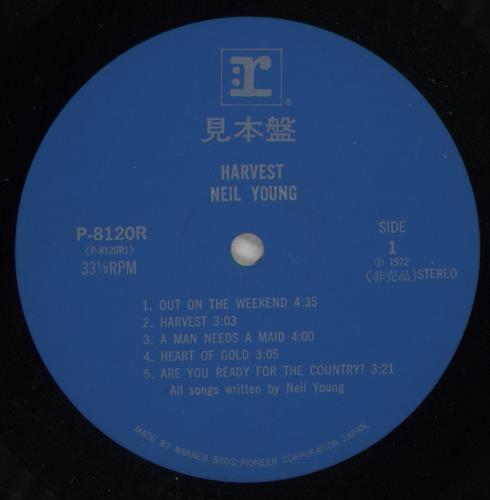 r
®
見本盤
HARVEST
NEIL YOUNG
P-8120R
(P-8120R1)
33⅓RPM
SIDE
1
Ⓟ 1972
(非売品)STEREO
1. OUT ON THE WEEKEND 4:35
2. HARVEST 3:03
3. A MAN NEEDS A MAID 4:00
4. HEART OF GOLD 3:05
5. ARE YOU READY FOR THE COUNTRY? 3:21
All songs written by Neil Young
MADE BY WARNER BROS: PIONEER CORPORATION, JAPAN.